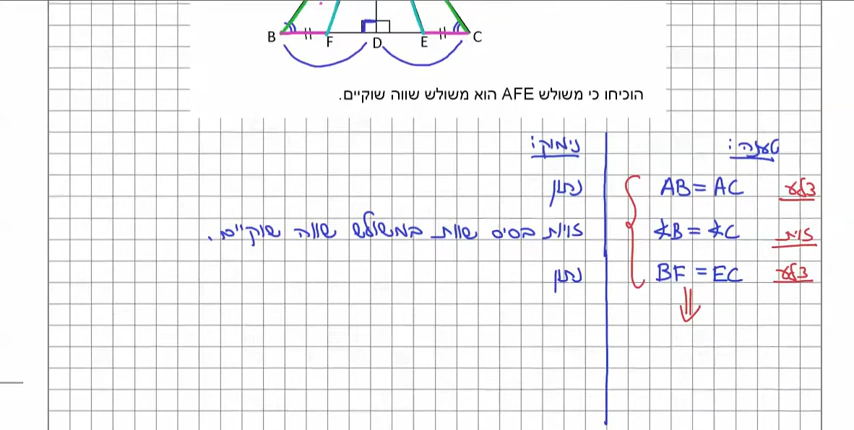 B F D E C
הוכיחו כי משולש AFE הוא משולש שווה שוקיים.
טענה: נימוק:
צלע AB = AC נתון
זוית ∢B = ∢C זוית בסיס שוות במשולש שווה שוקיים.
צלע BF = EC נתון